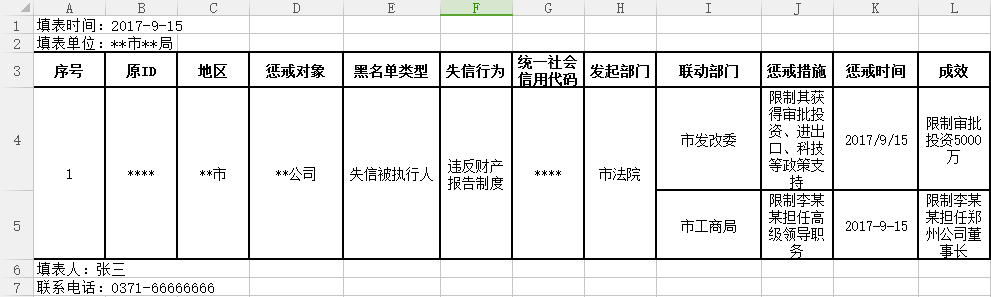 A B C D E F G H I J K L
1 填表时间：2017-9-15
2 填表单位：**市**局
3 序号 原ID 地区 惩戒对象 黑名单类型 失信行为 统一社会 发起部门 联动部门 惩戒措施 惩戒时间 成效
信用代码
4
1 **** **市 **公司 失信被执行人 违反财产 **** 市法院
报告制度
市发改委
限制其获
得审批投
资、进出
口、科技
等政策支
持
2017/9/15
限制审批
投资5000
万
5
市工商局
限制李某
某担任高
级领导职
务
2017-9-15
限制李某
某担任郑
州公司董
事长
6 填表人：张三
7 联系电话：0371-66666666